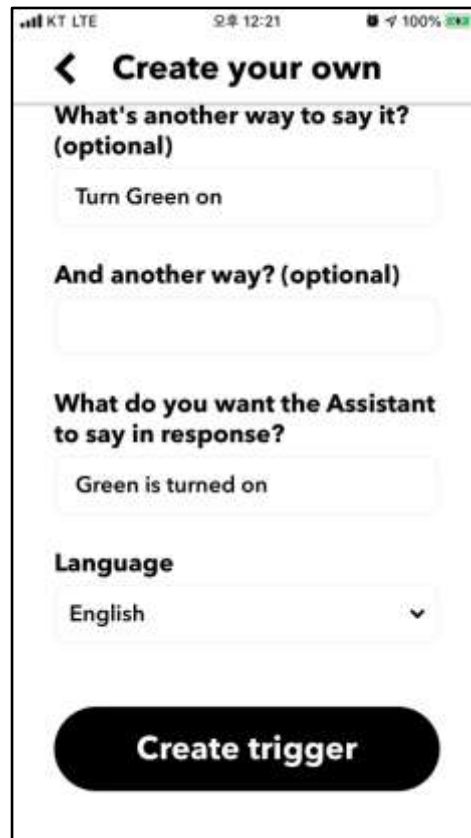 KT LTE 오후 12:21 100%
Create your own
What's another way to say it?
(optional)
Turn Green on
And another way? (optional)
What do you want the Assistant
to say in response?
Green is turned on
Language
English
Create trigger